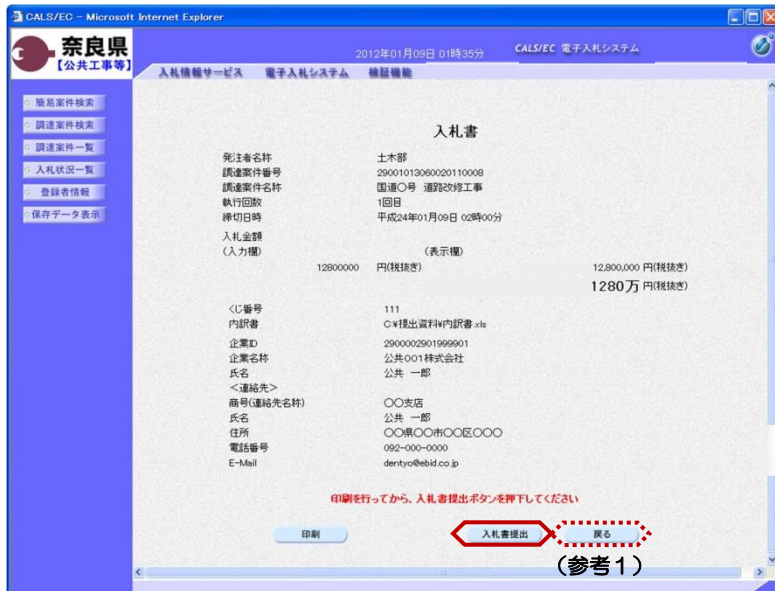 CALS/EC - Microsoft Internet Explorer
奈良県
【公共工事等】
2012年01月09日 01時35分
CALS/EC 電子入札システム
入札情報サービス 電子入札システム 検証機能
簡易案件検索
調達案件検索
調達案件一覧
入札状況一覧
登録者情報
保存データ表示
入札書
発注者名称 土木部
調達案件番号 29001013060020110008
調達案件名称 国道○号 道路改修工事
執行回数 1回目
締切日時 平成24年01月09日 02時00分
入札金額
(入力欄) (表示欄)
12800000 円(税抜き) 12,800,000 円(税抜き)
1280万 円(税抜き)
くじ番号 111
内訳書 C:¥提出資料¥内訳書.xls
企業ID 2900002901999901
企業名称 公共001株式会社
氏名 公共 一郎
<連絡先>
商号(連絡先名称) ○○支店
氏名 公共 一郎
住所 ○○県○○市○○区○○○
電話番号 092-000-0000
E-Mail dentyo@ebid.co.jp
印刷を行ってから、入札書提出ボタンを押下してください
印刷 入札書提出 戻る
(参考1)